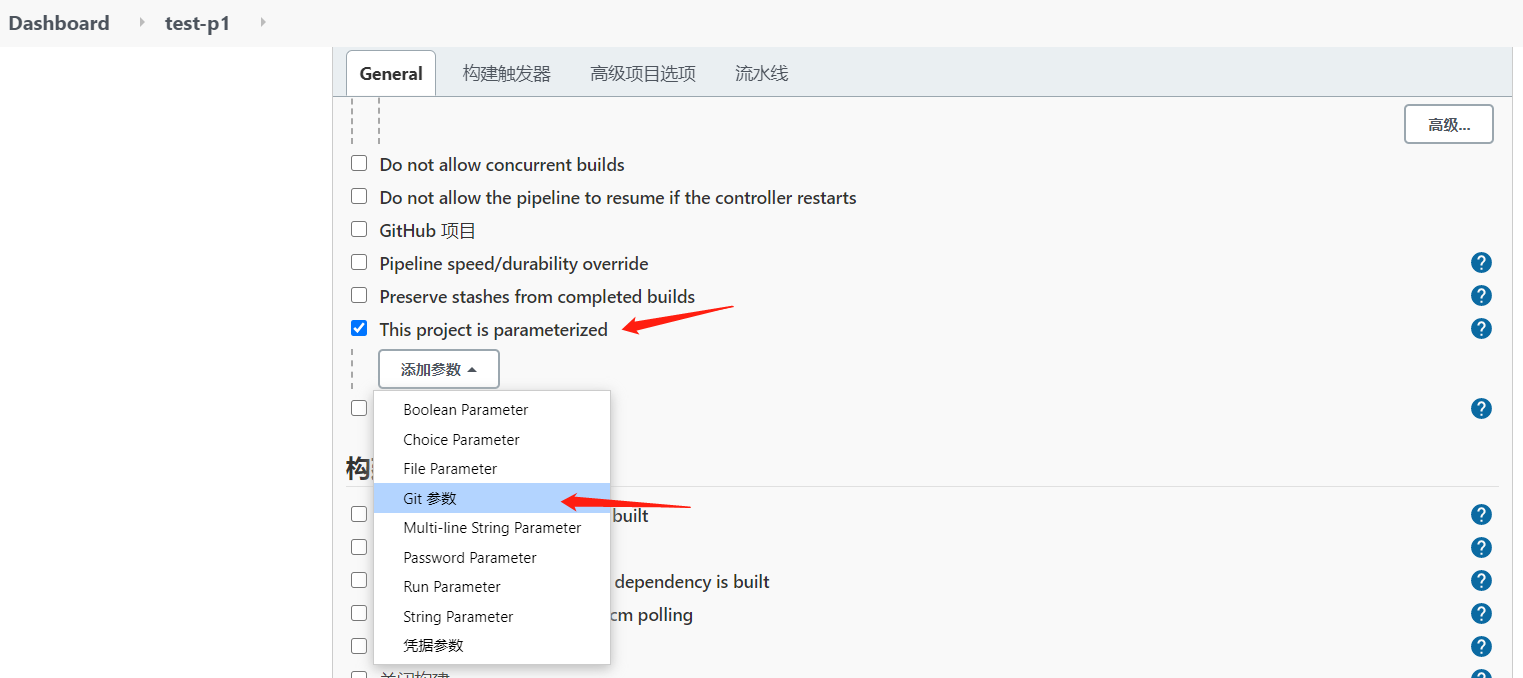 Dashboard test-p1
General 构建触发器 高级项目选项 流水线
高级...
Do not allow concurrent builds
Do not allow the pipeline to resume if the controller restarts
GitHub 项目
Pipeline speed/durability override
Preserve stashes from completed builds
This project is parameterized
添加参数
Boolean Parameter
Choice Parameter
File Parameter
Git 参数
built
Multi-line String Parameter
Password Parameter
dependency is built
Run Parameter
String Parameter
polling
凭据参数
关闭构建